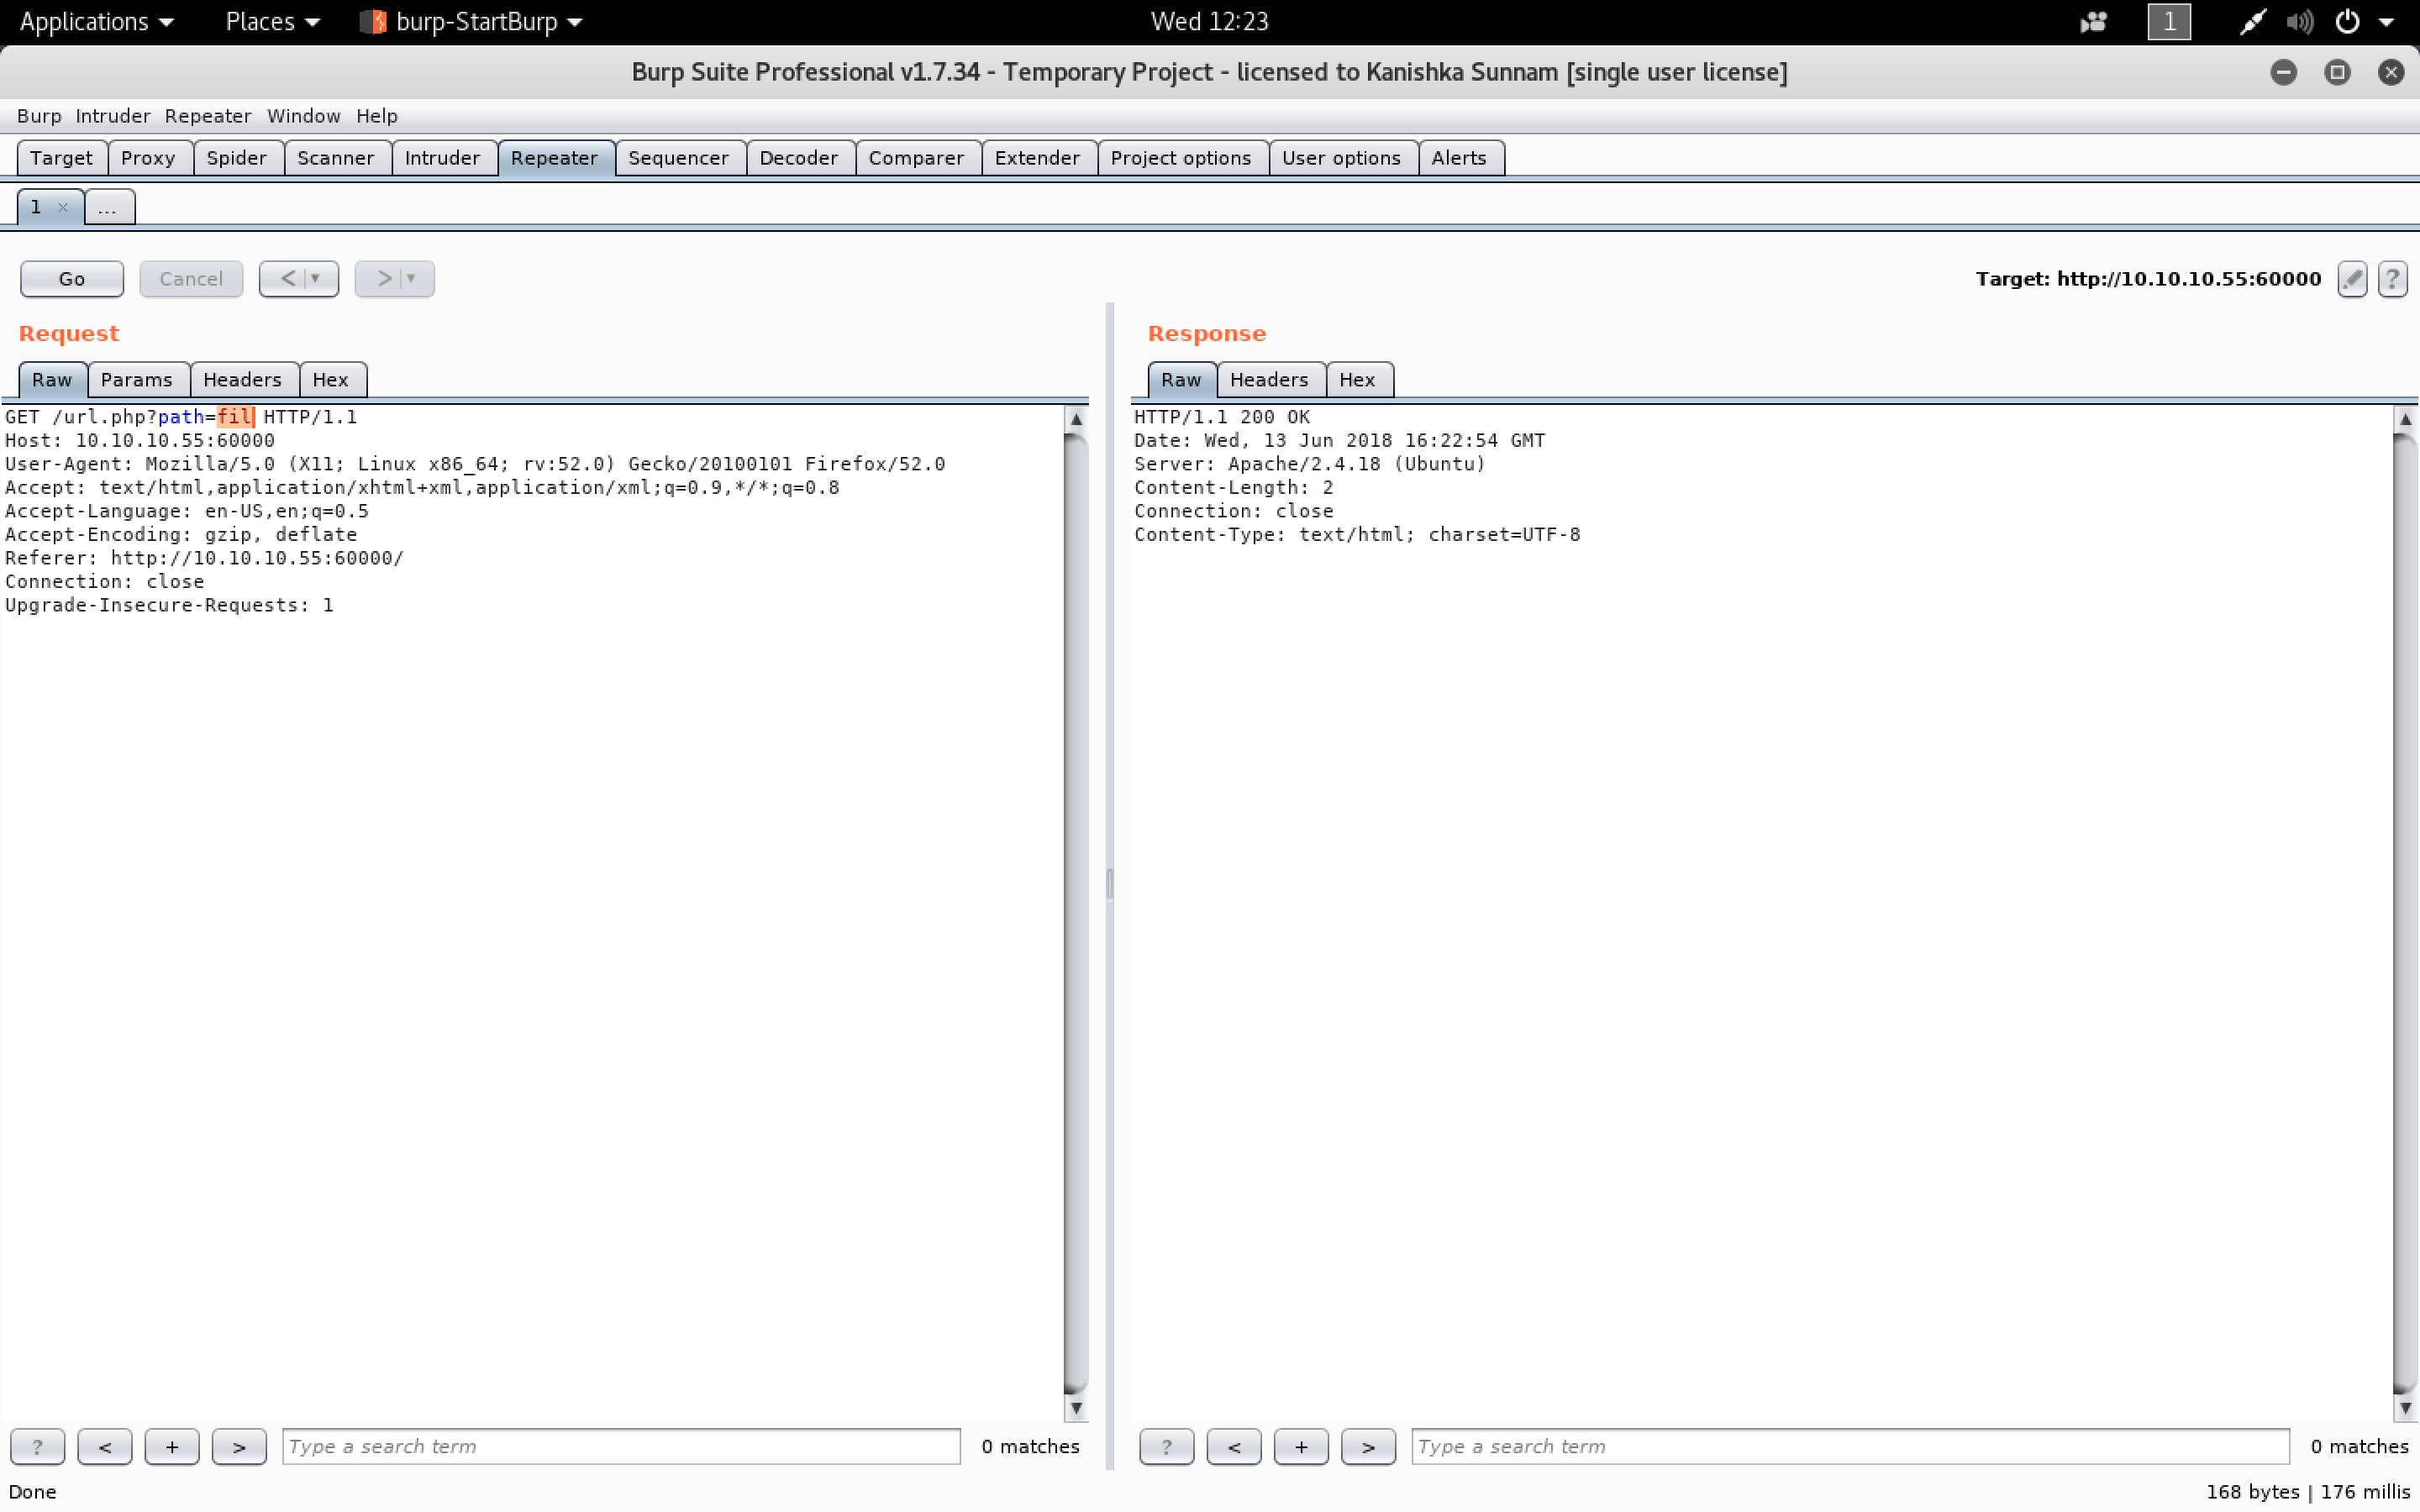 Applications Places burp-StartBurp Wed 12:23 1
Burp Suite Professional v1.7.34 - Temporary Project - licensed to Kanishka Sunnam [single user license]
Burp Intruder Repeater Window Help
Target Proxy Spider Scanner Intruder Repeater Sequencer Decoder Comparer Extender Project options User options Alerts
1 × ...
Go Cancel < > Target: http://10.10.10.55:60000 ?
Request
Raw Params Headers Hex
GET /url.php?path=fil HTTP/1.1
Host: 10.10.10.55:60000
User-Agent: Mozilla/5.0 (X11; Linux x86_64; rv:52.0) Gecko/20100101 Firefox/52.0
Accept: text/html,application/xhtml+xml,application/xml;q=0.9,*/*;q=0.8
Accept-Language: en-US,en;q=0.5
Accept-Encoding: gzip, deflate
Referer: http://10.10.10.55:60000/
Connection: close
Upgrade-Insecure-Requests: 1
? < + > Type a search term 0 matches
Response
Raw Headers Hex
HTTP/1.1 200 OK
Date: Wed, 13 Jun 2018 16:22:54 GMT
Server: Apache/2.4.18 (Ubuntu)
Content-Length: 2
Connection: close
Content-Type: text/html; charset=UTF-8
? < + > Type a search term 0 matches
Done 168 bytes | 176 millis